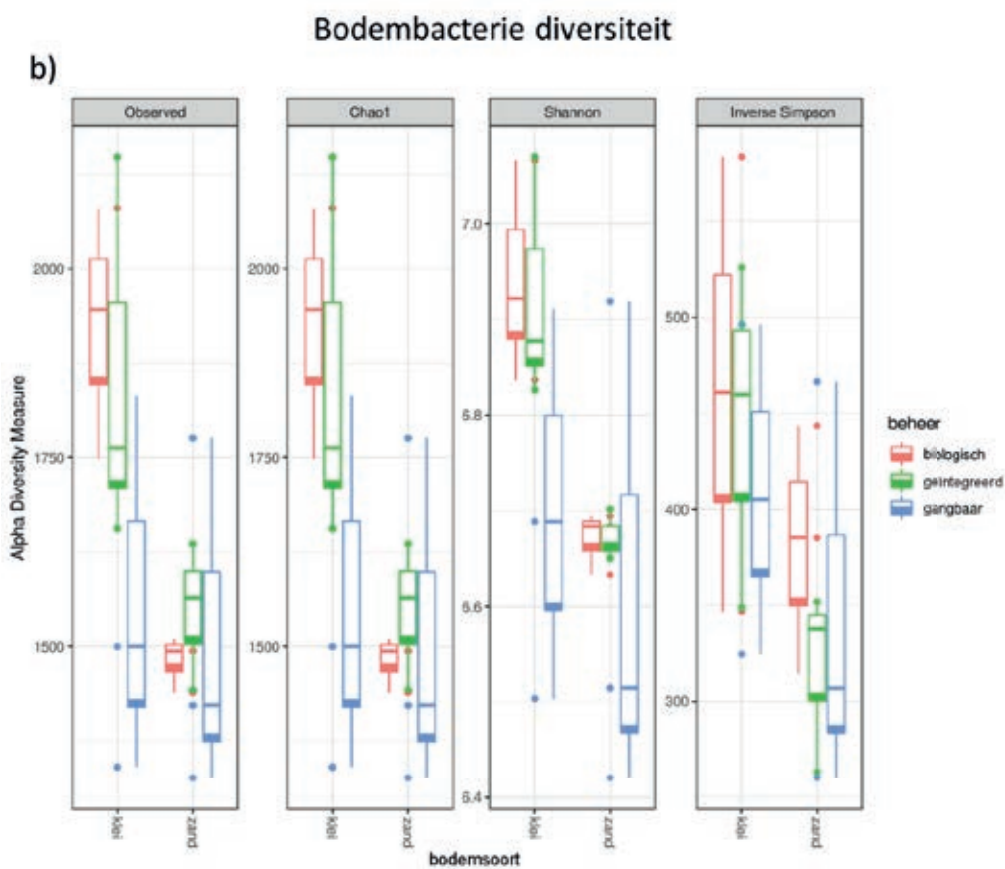 Bodembacterie diversiteit
b)
Observed
Chao1
Shannon
Inverse Simpson
Alpha Diversity Measure
2000
1750
1500
2000
1750
1500
7.0
6.8
6.6
6.4
500
400
300
klei
zand
klei
zand
klei
zand
klei
zand
bodemsoort
beheer
biologisch
geïntegreerd
gangbaar